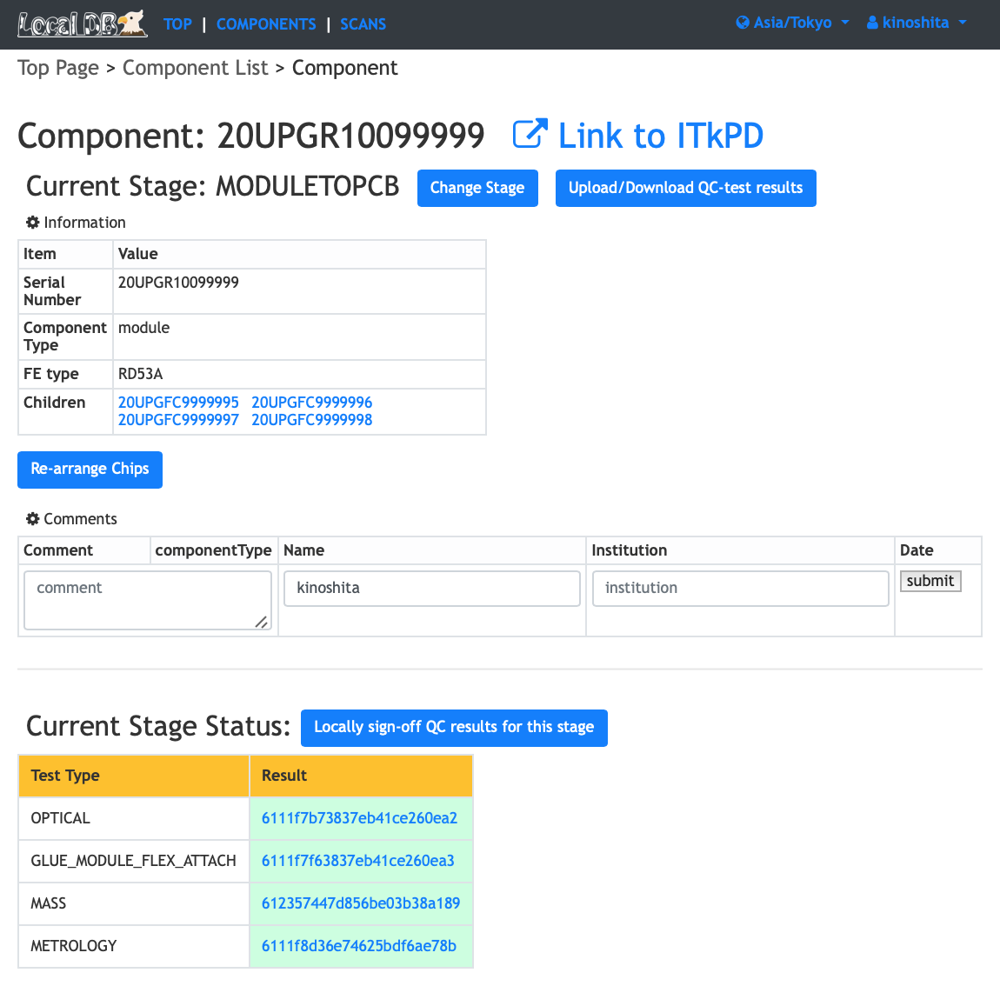 Local DB TOP | COMPONENTS | SCANS Asia/Tokyo kinoshita
Top Page > Component List > Component
Component: 20UPGR10099999 Link to ITkPD
Current Stage: MODULETOPCB Change Stage Upload/Download QC-test results
Information
Item Value
Serial Number 20UPGR10099999
Component Type module
FE type RD53A
Children 20UPGFC9999995 20UPGFC9999996
20UPGFC9999997 20UPGFC9999998
Re-arrange Chips
Comments
Comment componentType Name Institution Date
comment kinoshita institution submit
Current Stage Status: Locally sign-off QC results for this stage
Test Type Result
OPTICAL 6111f7b73837eb41ce260ea2
GLUE_MODULE_FLEX_ATTACH 6111f7f63837eb41ce260ea3
MASS 612357447d856be03b38a189
METROLOGY 6111f8d36e74625bdf6ae78b